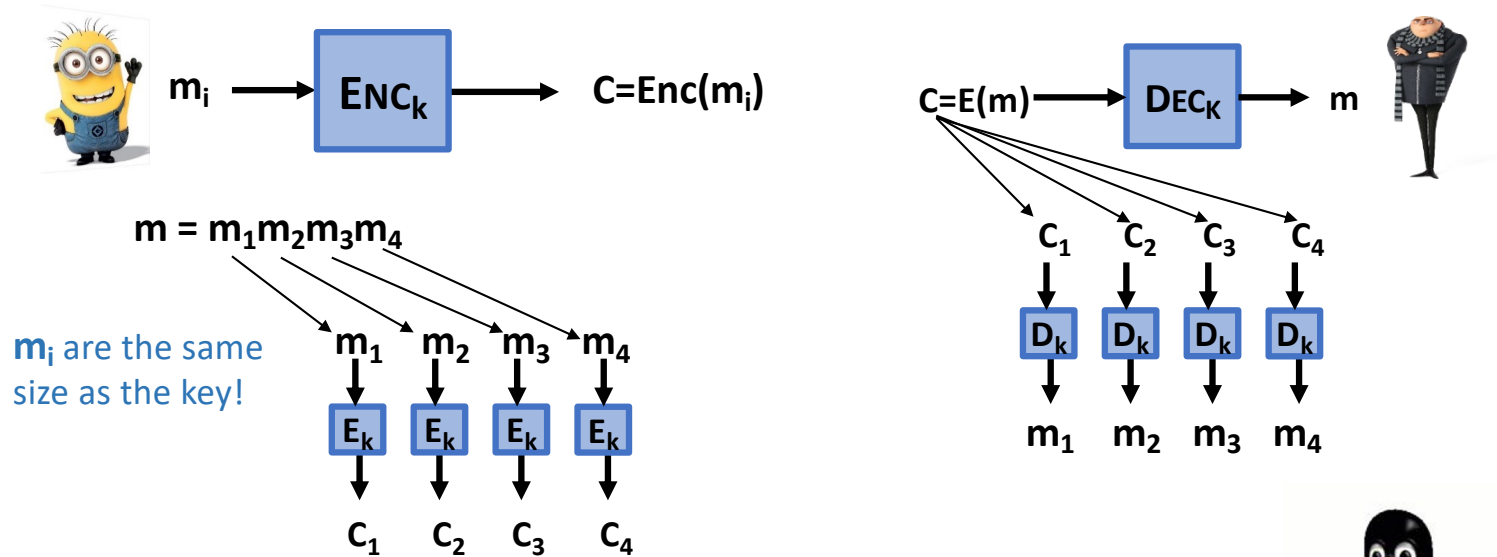 mᵢ ENCₖ C=Enc(mᵢ)
C=E(m) DECₖ m
m = m₁m₂m₃m₄
C₁ C₂ C₃ C₄
Dₖ Dₖ Dₖ Dₖ
m₁ m₂ m₃ m₄
mᵢ are the same
size as the key!
m₁ m₂ m₃ m₄
Eₖ Eₖ Eₖ Eₖ
C₁ C₂ C₃ C₄